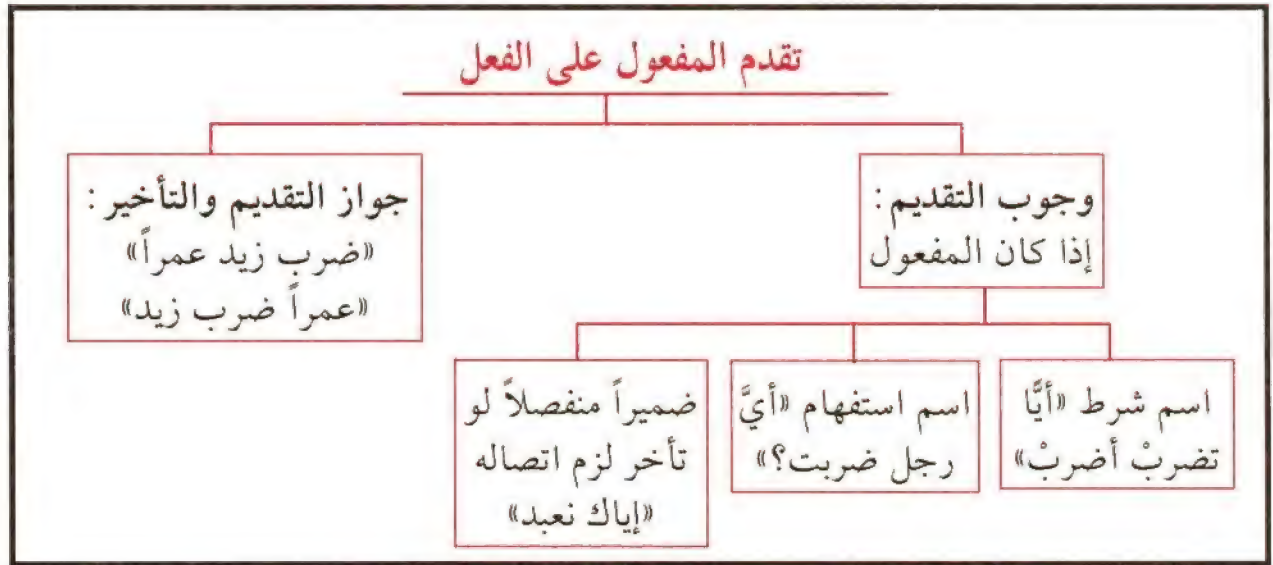 تقدم المفعول على الفعل
وجوب التقديم :
إذا كان المفعول
جواز التقديم والتأخير :
«ضرب زيد عمراً»
«عمراً ضرب زيد»
اسم شرط «أيًّا
تضربْ أضربْ»
اسم استفهام «أيَّ
رجل ضربت؟»
ضميراً منفصلاً لو
تأخر لزم اتصاله
«إياك نعبد»